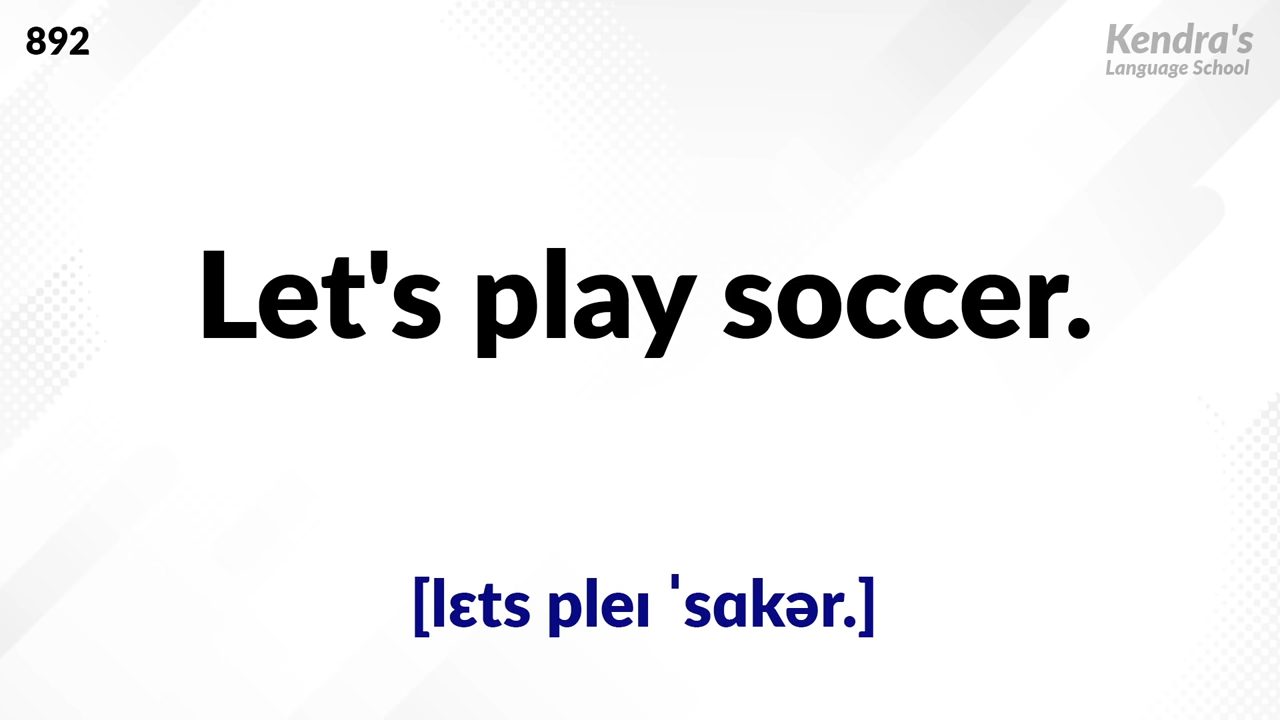 892
Kendra's
Language School
Let's play soccer.
[lɛts pleɪ ˈsɑkər.]